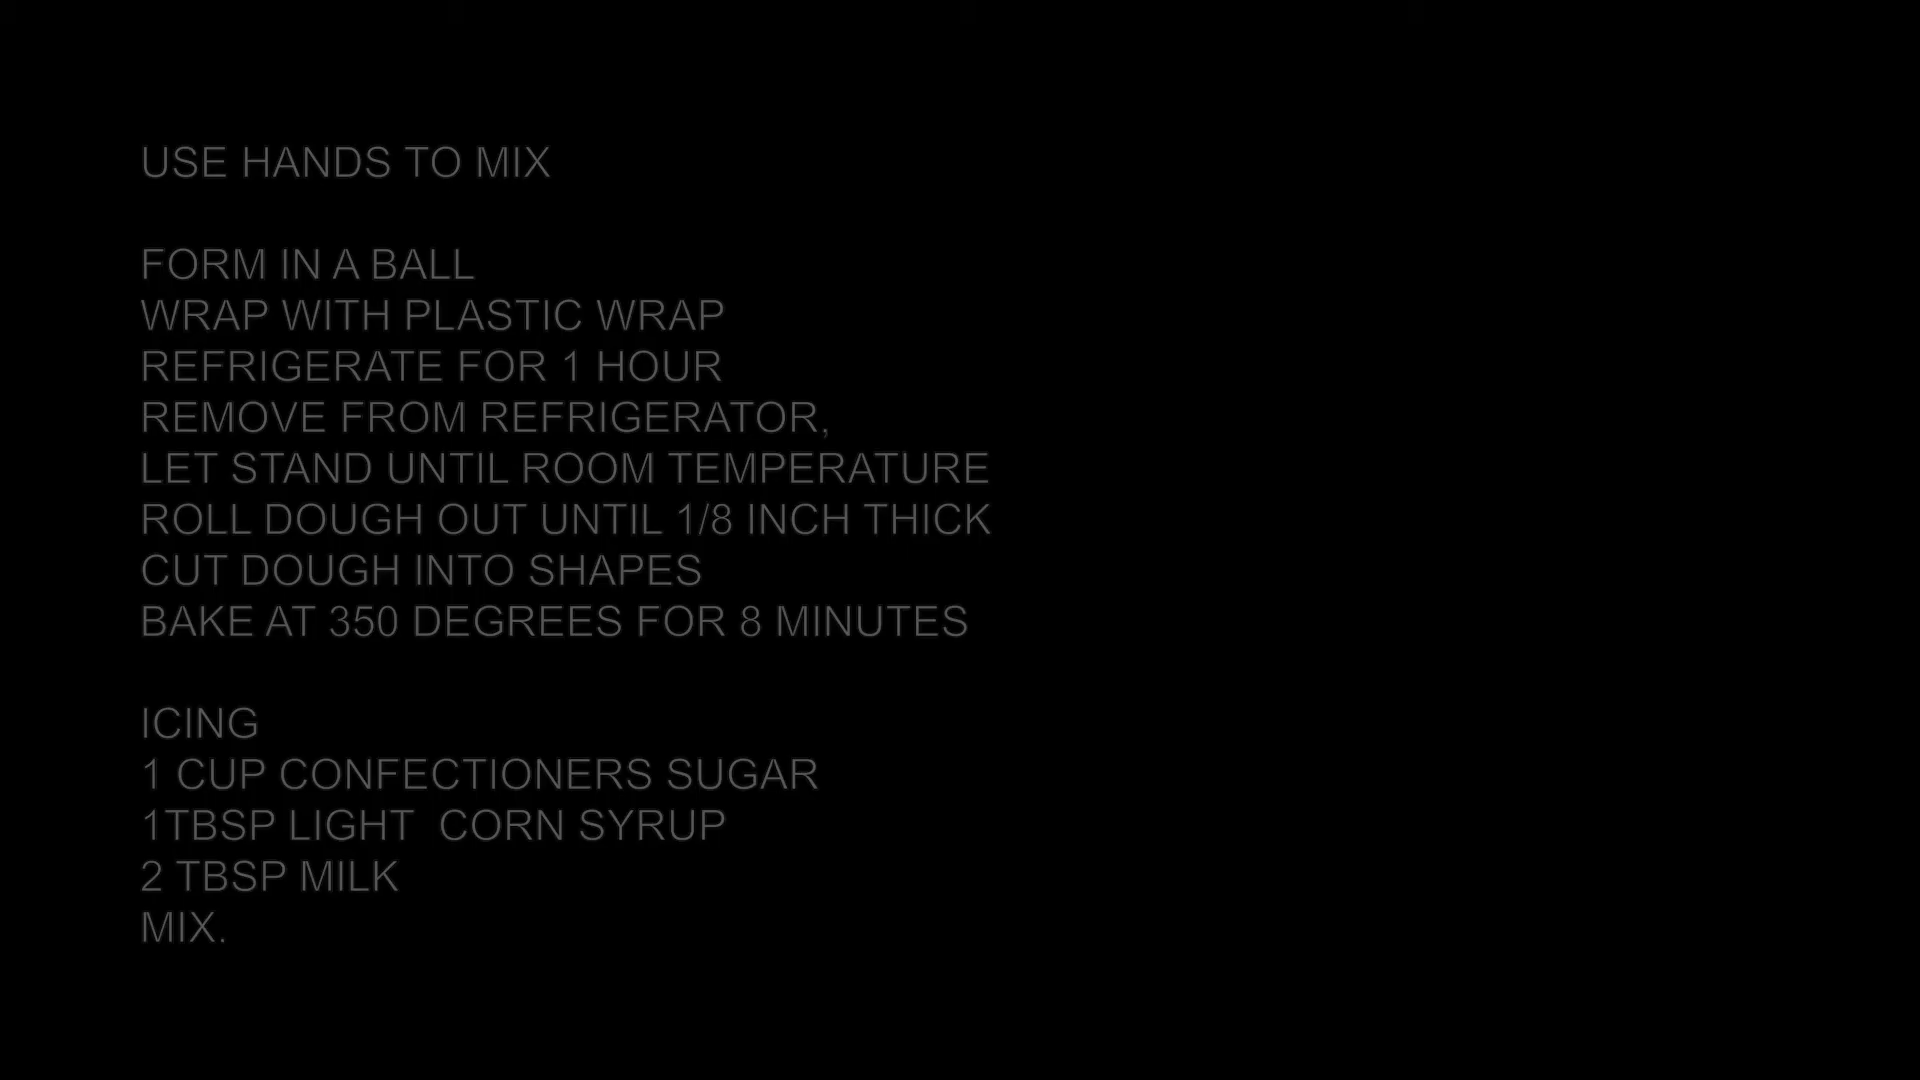 USE HANDS TO MIX
FORM IN A BALL
WRAP WITH PLASTIC WRAP
REFRIGERATE FOR 1 HOUR
REMOVE FROM REFRIGERATOR,
LET STAND UNTIL ROOM TEMPERATURE
ROLL DOUGH OUT UNTIL 1/8 INCH THICK
CUT DOUGH INTO SHAPES
BAKE AT 350 DEGREES FOR 8 MINUTES
ICING
1 CUP CONFECTIONERS SUGAR
1TBSP LIGHT  CORN SYRUP
2 TBSP MILK
MIX.